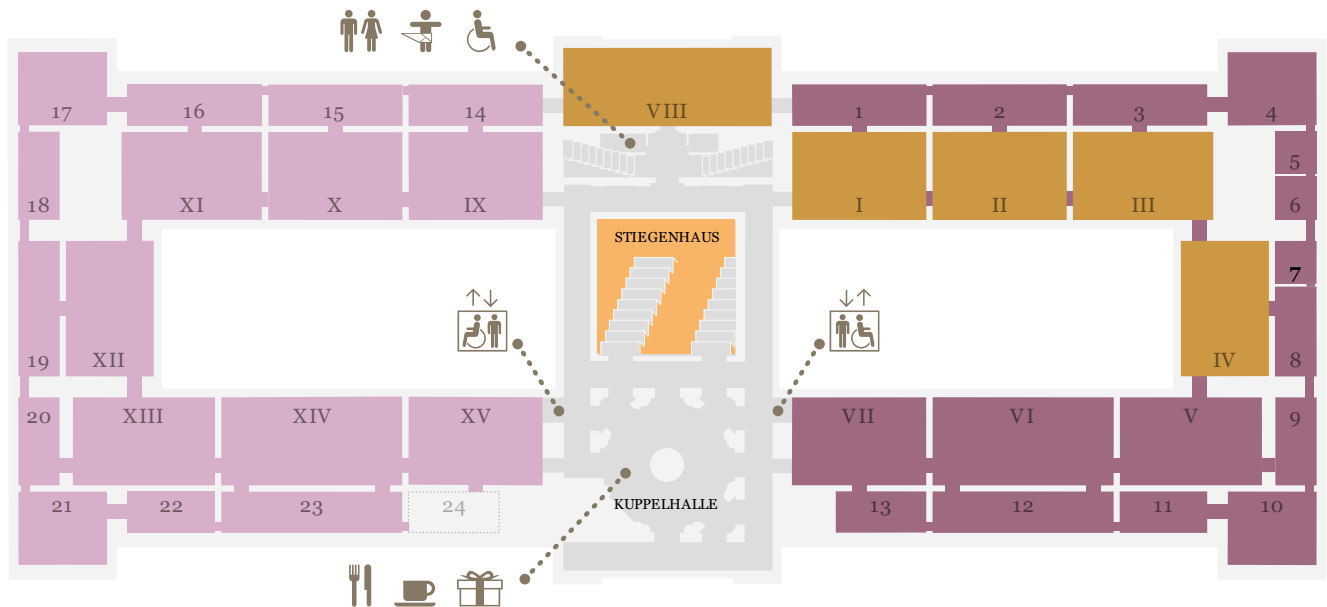 17 16 15 14 VIII 1 2 3 4
5
18 XI X IX I II III 6
STIEGENHAUS
7
19 XII IV 8
20 XIII XIV XV VII VI V 9
21 22 23 24 KUPPELHALLE 13 12 11 10